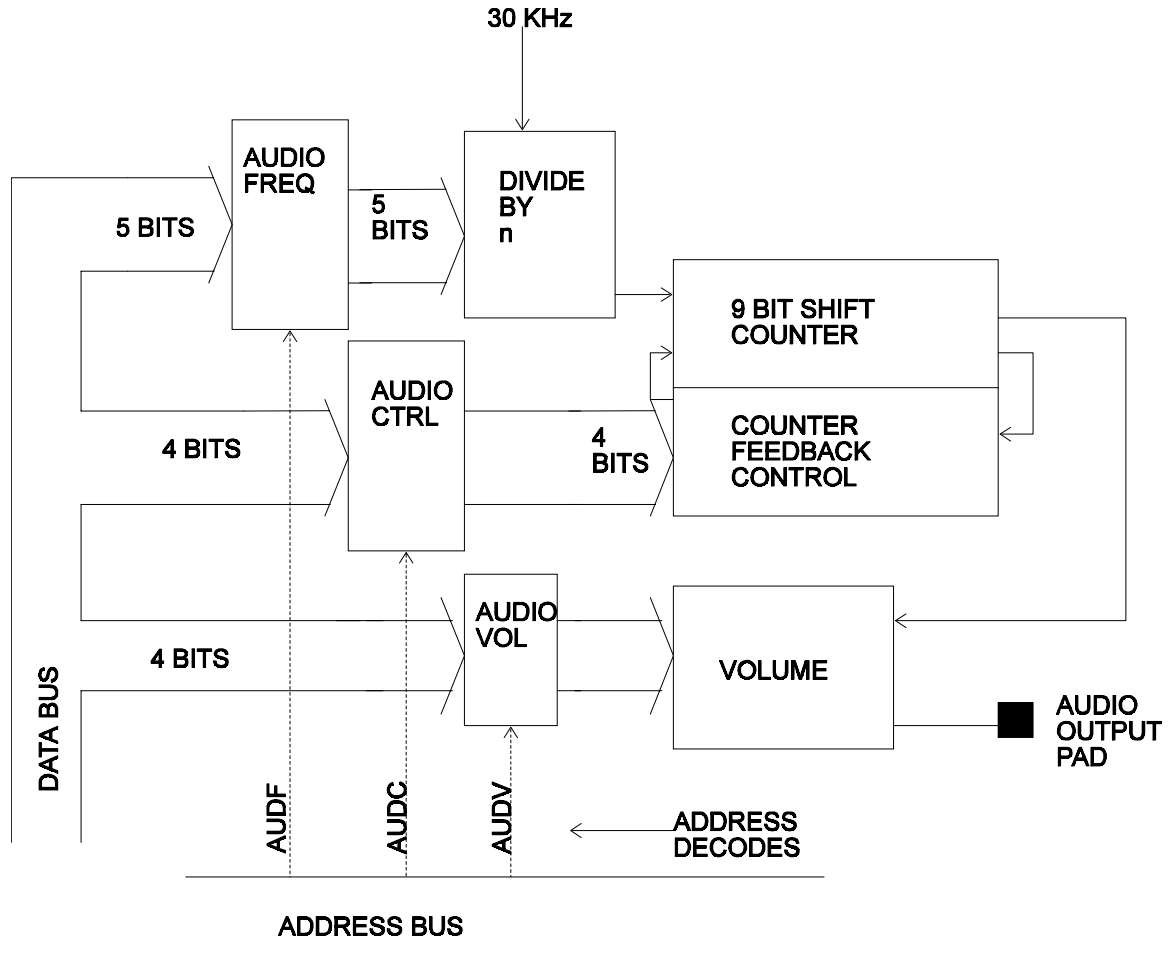 30 KHz
AUDIO
FREQ
5 BITS
5
BITS
DIVIDE
BY
n
9 BIT SHIFT
COUNTER
AUDIO
CTRL
4 BITS
4
BITS
COUNTER
FEEDBACK
CONTROL
AUDIO
VOL
4 BITS
VOLUME
DATA BUS
AUDIO
OUTPUT
PAD
AUDF
AUDC
AUDV
ADDRESS
DECODES
ADDRESS BUS